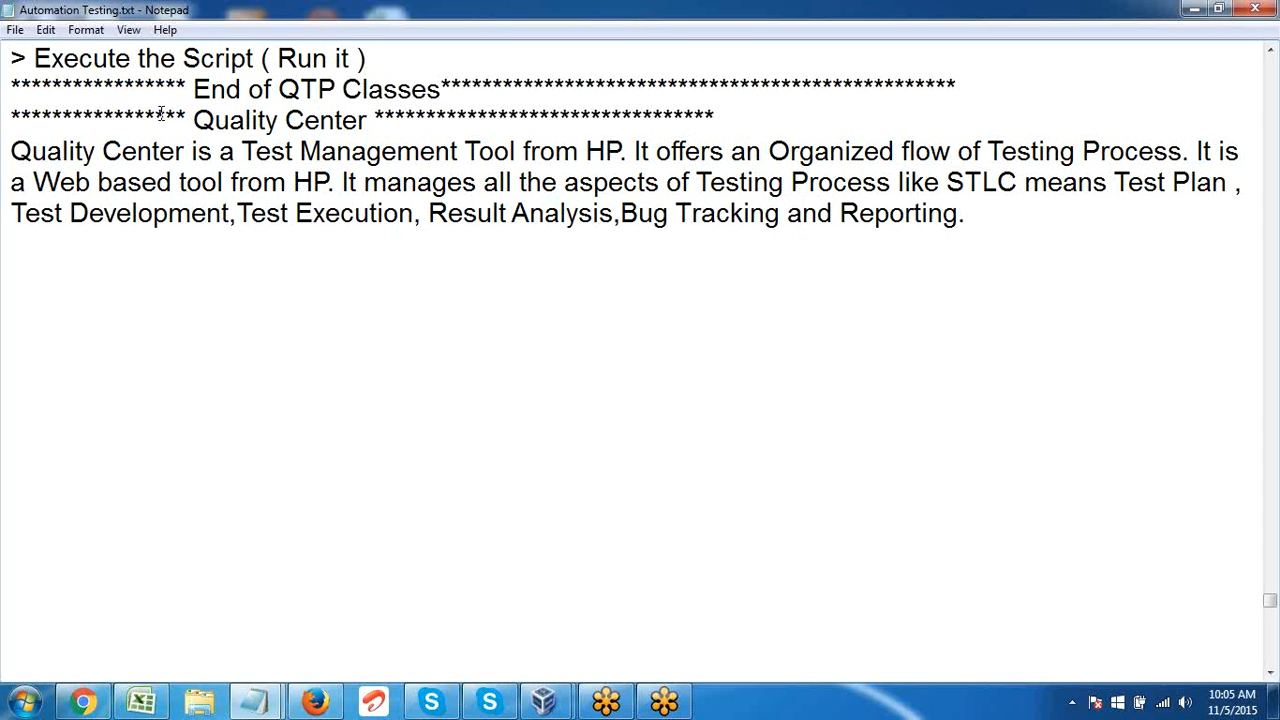 Automation Testing.txt - Notepad
File Edit Format View Help
> Execute the Script ( Run it )
***************** End of QTP Classes**************************************************
***************** Quality Center *********************************
Quality Center is a Test Management Tool from HP. It offers an Organized flow of Testing Process. It is
a Web based tool from HP. It manages all the aspects of Testing Process like STLC means Test Plan ,
Test Development,Test Execution, Result Analysis,Bug Tracking and Reporting.
10:05 AM
11/5/2015